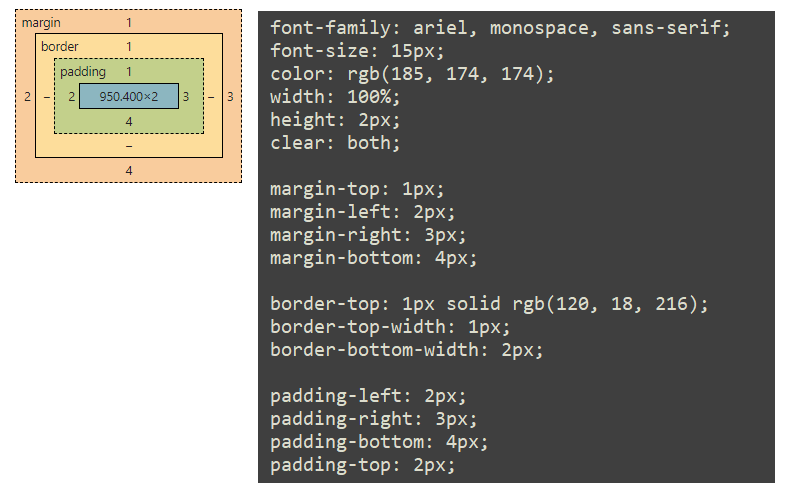 margin 1
border 1
padding 1
2 – 2 950.400×2 3 – 3
4
–
4
font-family: ariel, monospace, sans-serif;
font-size: 15px;
color: rgb(185, 174, 174);
width: 100%;
height: 2px;
clear: both;
margin-top: 1px;
margin-left: 2px;
margin-right: 3px;
margin-bottom: 4px;
border-top: 1px solid rgb(120, 18, 216);
border-top-width: 1px;
border-bottom-width: 2px;
padding-left: 2px;
padding-right: 3px;
padding-bottom: 4px;
padding-top: 2px;